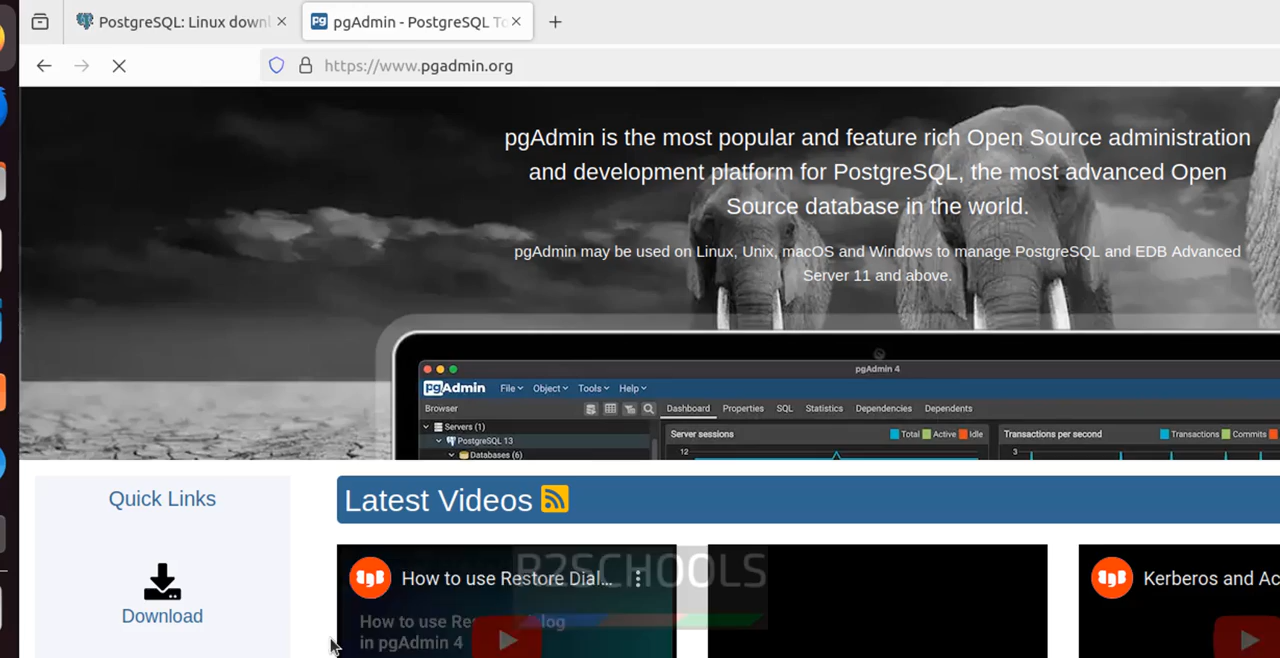 PostgreSQL: Linux downl
pgAdmin - PostgreSQL To
https://www.pgadmin.org
pgAdmin is the most popular and feature rich Open Source administration
and development platform for PostgreSQL, the most advanced Open
Source database in the world.
pgAdmin may be used on Linux, Unix, macOS and Windows to manage PostgreSQL and EDB Advanced
Server 11 and above.
pgAdmin 4
pgAdmin File Object Tools Help
Browser Dashboard Properties SQL Statistics Dependencies Dependents
Servers (1)
Server sessions Total Active Idle Transactions per second Transactions Commits
PostgreSQL 13
Databases (6)
12
3
Quick Links
Download
Latest Videos
How to use Restore Dial...
How to use Re log
in pgAdmin 4
Kerberos and Ac
R2SCHOOLS